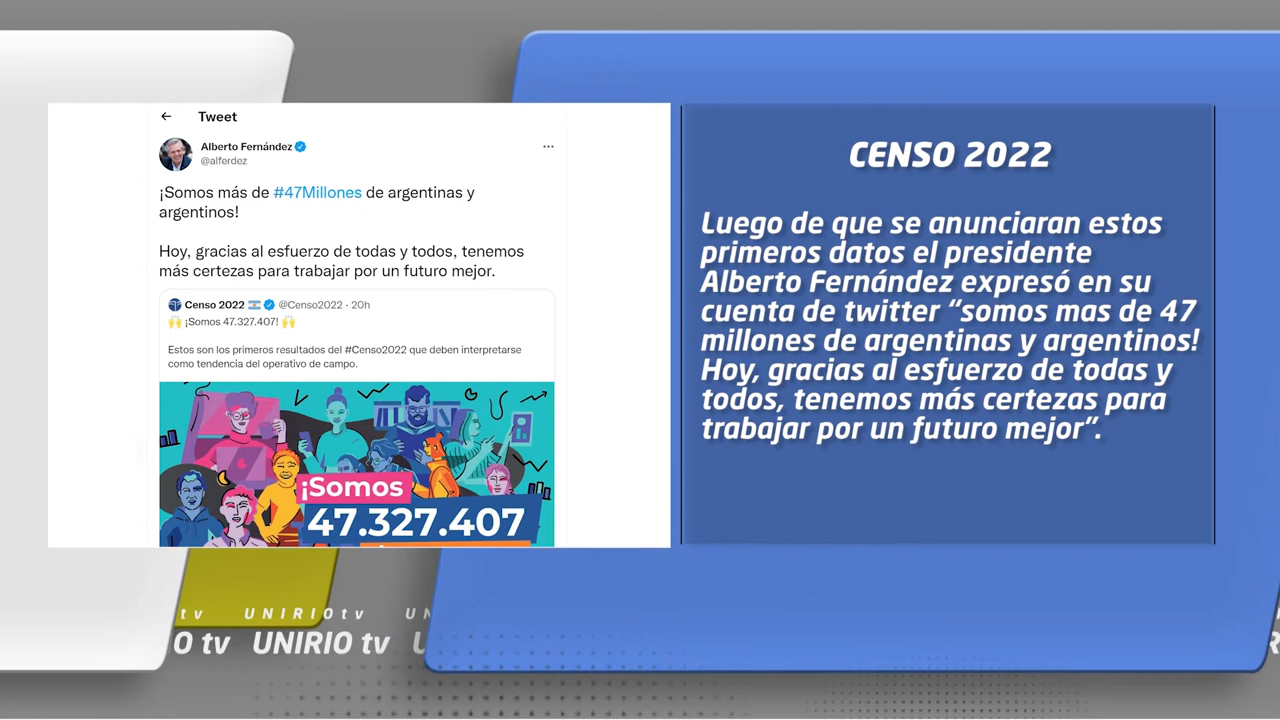 Tweet
Alberto Fernández
@alferdez
¡Somos más de #47Millones de argentinas y
argentinos!
Hoy, gracias al esfuerzo de todas y todos, tenemos
más certezas para trabajar por un futuro mejor.
Censo 2022 @Censo2022 · 20h
¡Somos 47.327.407!
Estos son los primeros resultados del #Censo2022 que deben interpretarse
como tendencia del operativo de campo.
¡Somos
47.327.407
CENSO 2022
Luego de que se anunciaran estos
primeros datos el presidente
Alberto Fernández expresó en su
cuenta de twitter “somos mas de 47
millones de argentinas y argentinos!
Hoy, gracias al esfuerzo de todas y
todos, tenemos más certezas para
trabajar por un futuro mejor”.
tv UNIRIOtv UN
O tv UNIRIO tv U